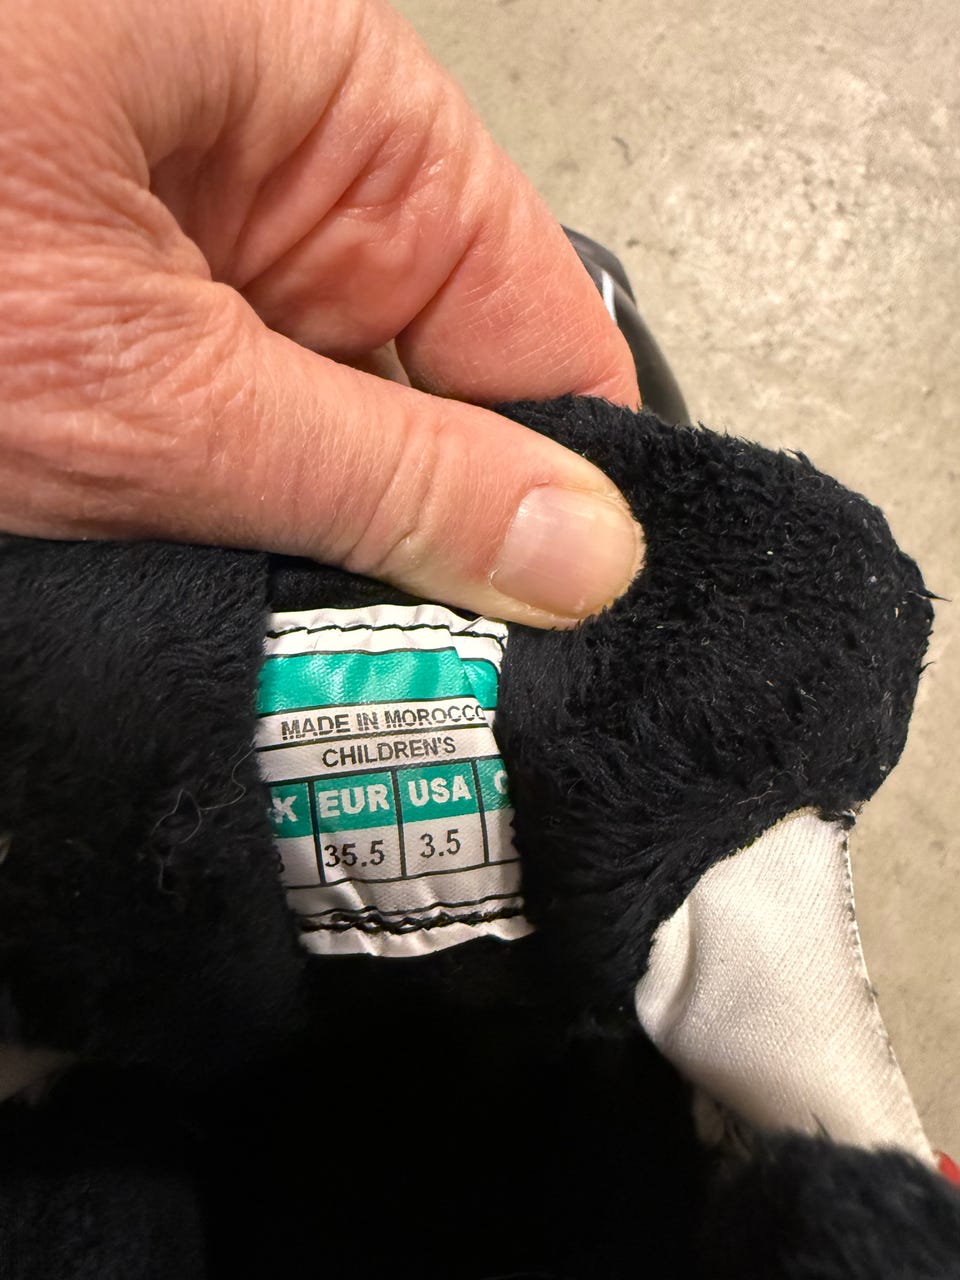 MADE IN MOROCCO
CHILDREN'S
EUR USA
35.5 3.5